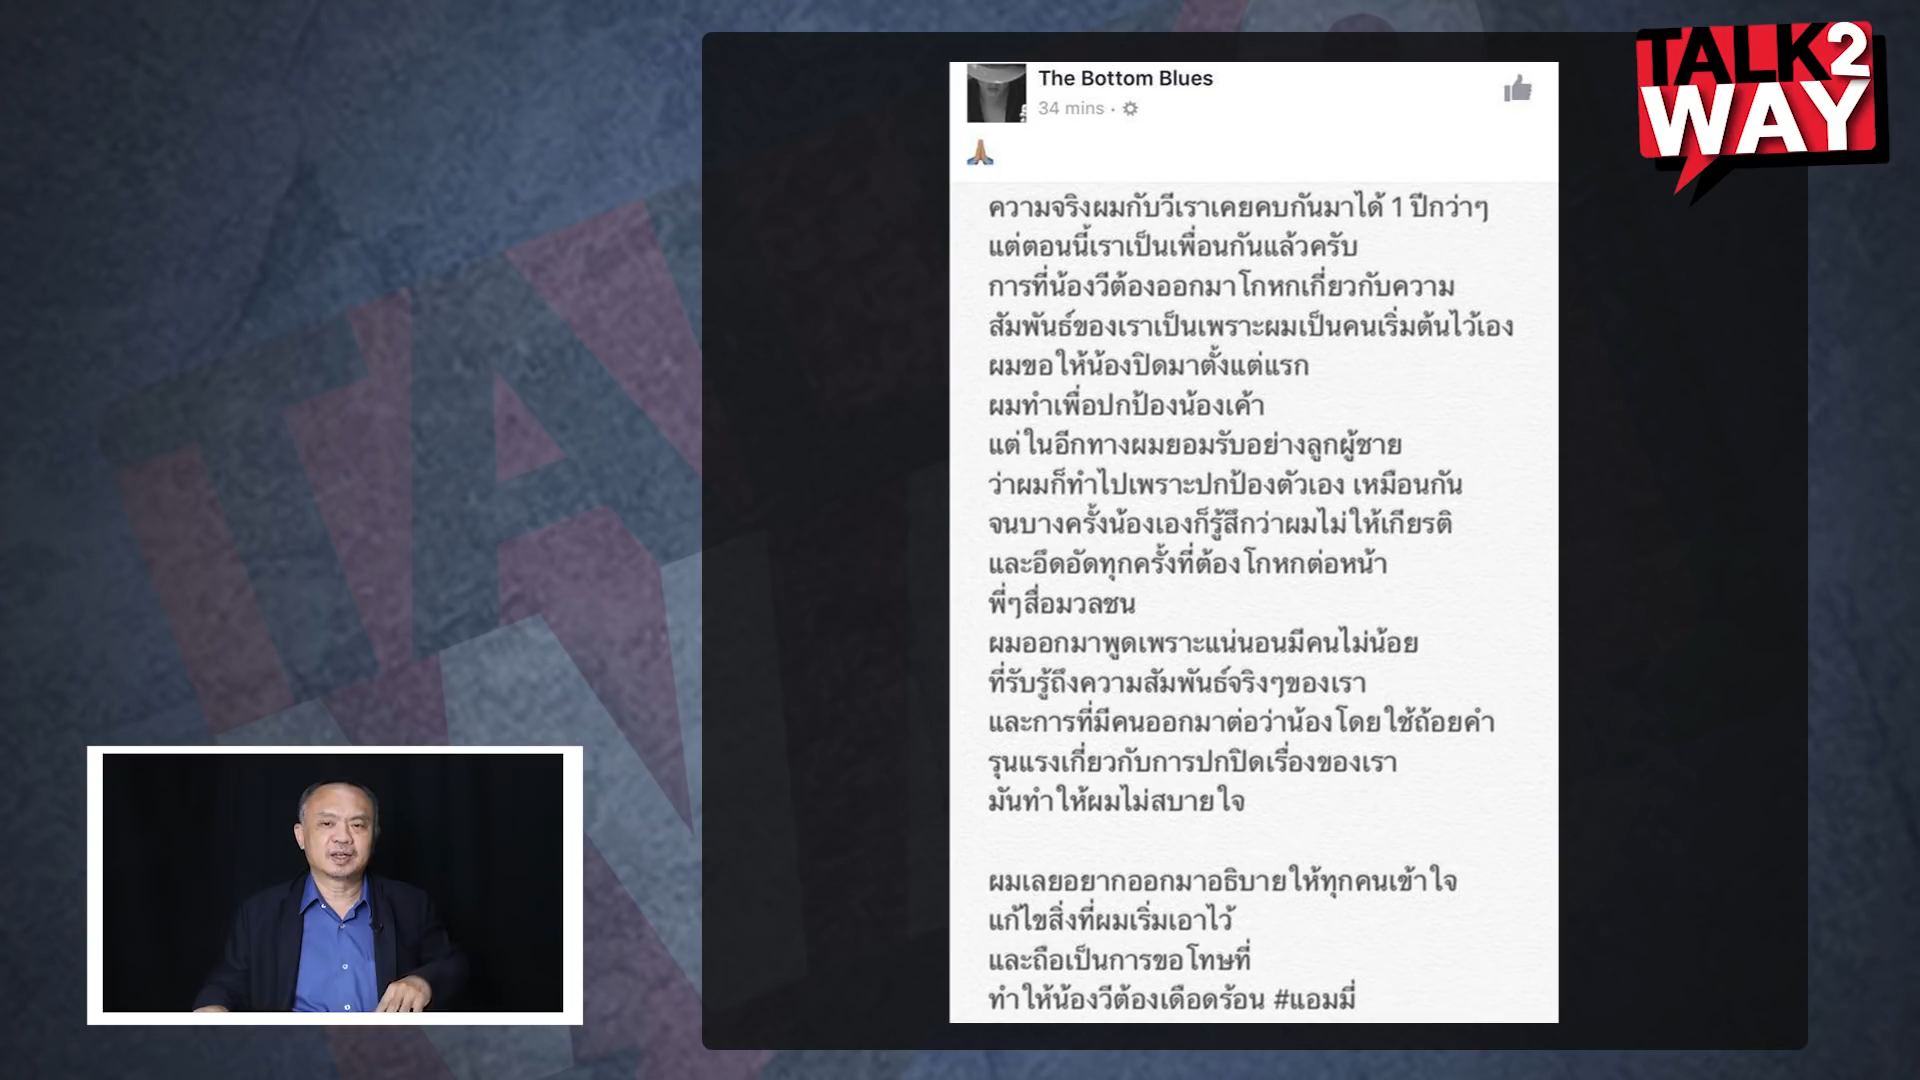 The Bottom Blues
34 mins ·
ความจริงผมกับวีเราเคยคบกันมาได้ 1 ปีกว่าๆ
แต่ตอนนี้เราเป็นเพื่อนกันแล้วครับ
การที่น้องวีต้องออกมาโกหกเกี่ยวกับความ
สัมพันธ์ของเราเป็นเพราะผมเป็นคนเริ่มต้นไว้เอง
ผมขอให้น้องปิดมาตั้งแต่แรก
ผมทำเพื่อปกป้องน้องเค้า
แต่ในอีกทางผมยอมรับอย่างลูกผู้ชาย
ว่าผมก็ทำไปเพราะปกป้องตัวเอง เหมือนกัน
จนบางครั้งน้องเองก็รู้สึกว่าผมไม่ให้เกียรติ
และอึดอัดทุกครั้งที่ต้องโกหกต่อหน้า
พี่ๆสื่อมวลชน
ผมออกมาพูดเพราะแน่นอนมีคนไม่น้อย
ที่รับรู้ถึงความสัมพันธ์จริงๆของเรา
และการที่มีคนออกมาต่อว่าน้องโดยใช้ถ้อยคำ
รุนแรงเกี่ยวกับการปกปิดเรื่องของเรา
มันทำให้ผมไม่สบายใจ
ผมเลยอยากออกมาอธิบายให้ทุกคนเข้าใจ
แก้ไขสิ่งที่ผมเริ่มเอาไว้
และถือเป็นการขอโทษที่
ทำให้น้องวีต้องเดือดร้อน #แอมมี่
TALK2
WAY